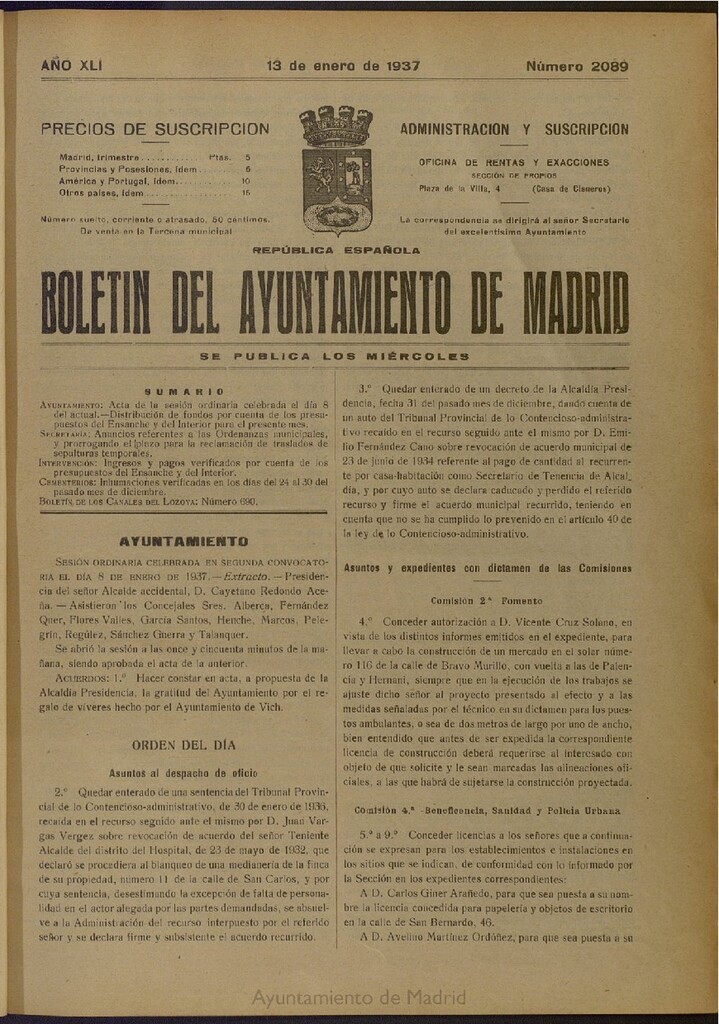 AÑO XLI
13 de enero de 1937
Número 2089
PRECIOS DE SUSCRIPCION
Madrid, trimestre............ Ptas. 5
Provincias y Posesiones, ídem.......... 6
América y Portugal, ídem.......... 10
Otros países, ídem.......... 15
Número suelto, corriente o atrasado, 50 céntimos.
De venta en la Tercena municipal
ADMINISTRACION Y SUSCRIPCION
OFICINA DE RENTAS Y EXACCIONES
SECCIÓN DE PROPIOS
Plaza de la Villa, 4 (Casa de Cisneros)
La correspondencia se dirigirá al señor Secretario
del excelentísimo Ayuntamiento
REPÚBLICA ESPAÑOLA
BOLETIN DEL AYUNTAMIENTO DE MADRID
SE PUBLICA LOS MIÉRCOLES
SUMARIO
AYUNTAMIENTO: Acta de la sesión ordinaria celebrada el día 8
del actual.—Distribución de fondos por cuenta de los presu-
puestos del Ensanche y del Interior para el presente mes.
SECRETARÍA: Anuncios referentes a las Ordenanzas municipales,
y prorrogando el plazo para la reclamación de traslados de
sepulturas temporales.
INTERVENCIÓN: Ingresos y pagos verificados por cuenta de los
presupuestos del Ensanche y del Interior.
CEMENTERIOS: Inhumaciones verificadas en los días del 24 al 30 del
pasado mes de diciembre.
BOLETÍN DE LOS CANALES DEL LOZOYA: Número 690.
AYUNTAMIENTO
SESIÓN ORDINARIA CELEBRADA EN SEGUNDA CONVOCATO-
RIA EL DÍA 8 DE ENERO DE 1937.—Extracto.—Presiden-
cia del señor Alcalde accidental, D. Cayetano Redondo Ace-
ña.—Asistieron los Concejales Sres. Alberca, Fernández
Quer, Flores Valles, García Santos, Henche, Marcos, Pele-
grín, Regúlez, Sánchez Guerra y Talanquer.
Se abrió la sesión a las once y cincuenta minutos de la ma-
ñana, siendo aprobada el acta de la anterior.
ACUERDOS: 1.° Hacer constar en acta, a propuesta de la
Alcaldía Presidencia, la gratitud del Ayuntamiento por el re-
galo de víveres hecho por el Ayuntamiento de Vich.
ORDEN DEL DÍA
Asuntos al despacho de oficio
2.° Quedar enterado de una sentencia del Tribunal Provin-
cial de lo Contencioso-administrativo, de 30 de enero de 1936,
recaída en el recurso seguido ante el mismo por D. Juan Var-
gas Vergez sobre revocación de acuerdo del señor Teniente
Alcalde del distrito del Hospital, de 23 de mayo de 1932, que
declaró se procediera al blanqueo de una medianería de la finca
de su propiedad, número 11 de la calle de San Carlos, y por
cuya sentencia, desestimando la excepción de falta de persona-
lidad en el actor alegada por las partes demandadas, se absuel-
ve a la Administración del recurso interpuesto por el referido
señor y se declara firme y subsistente el acuerdo recurrido.
3.° Quedar enterado de un decreto de la Alcaldía Presi-
dencia, fecha 31 del pasado mes de diciembre, dando cuenta de
un auto del Tribunal Provincial de lo Contencioso-administra-
tivo recaído en el recurso seguido ante el mismo por D. Emi-
lio Fernández Cano sobre revocación de acuerdo municipal de
23 de junio de 1934 referente al pago de cantidad al recurren-
te por casa-habitación como Secretario de Tenencia de Alcal-
día, y por cuyo auto se declara caducado y perdido el referido
recurso y firme el acuerdo municipal recurrido, teniendo en
cuenta que no se ha cumplido lo prevenido en el artículo 40 de
la ley de lo Contencioso-administrativo.
Asuntos y expedientes con dictamen de las Comisiones
Comisión 2.ª Fomento
4.° Conceder autorización a D. Vicente Cruz Solano, en
vista de los distintos informes emitidos en el expediente, para
llevar a cabo la construcción de un mercado en el solar núme-
ro 116 de la calle de Bravo Murillo, con vuelta a las de Palen-
cia y Hernani, siempre que en la ejecución de los trabajos se
ajuste dicho señor al proyecto presentado al efecto y a las
medidas señaladas por el técnico en su dictamen para los pues-
tos ambulantes, o sea de dos metros de largo por uno de ancho,
bien entendido que antes de ser expedida la correspondiente
licencia de construcción deberá requerirse al interesado con
objeto de que solicite y le sean marcadas las alineaciones ofi-
ciales, a las que habrá de sujetarse la construcción proyectada.
Comisión 4.ª -Beneficencia, Sanidad y Policía Urbana
5.° a 9.° Conceder licencias a los señores que a continua-
ción se expresan para los establecimientos e instalaciones en
los sitios que se indican, de conformidad con lo informado por
la Sección en los expedientes correspondientes:
A D. Carlos Giner Arañedo, para que sea puesta a su nom-
bre la licencia concedida para papelería y objetos de escritorio
en la calle de San Bernardo, 46.
A D. Avelino Martínez Ordóñez, para que sea puesta a su
Ayuntamiento de Madrid